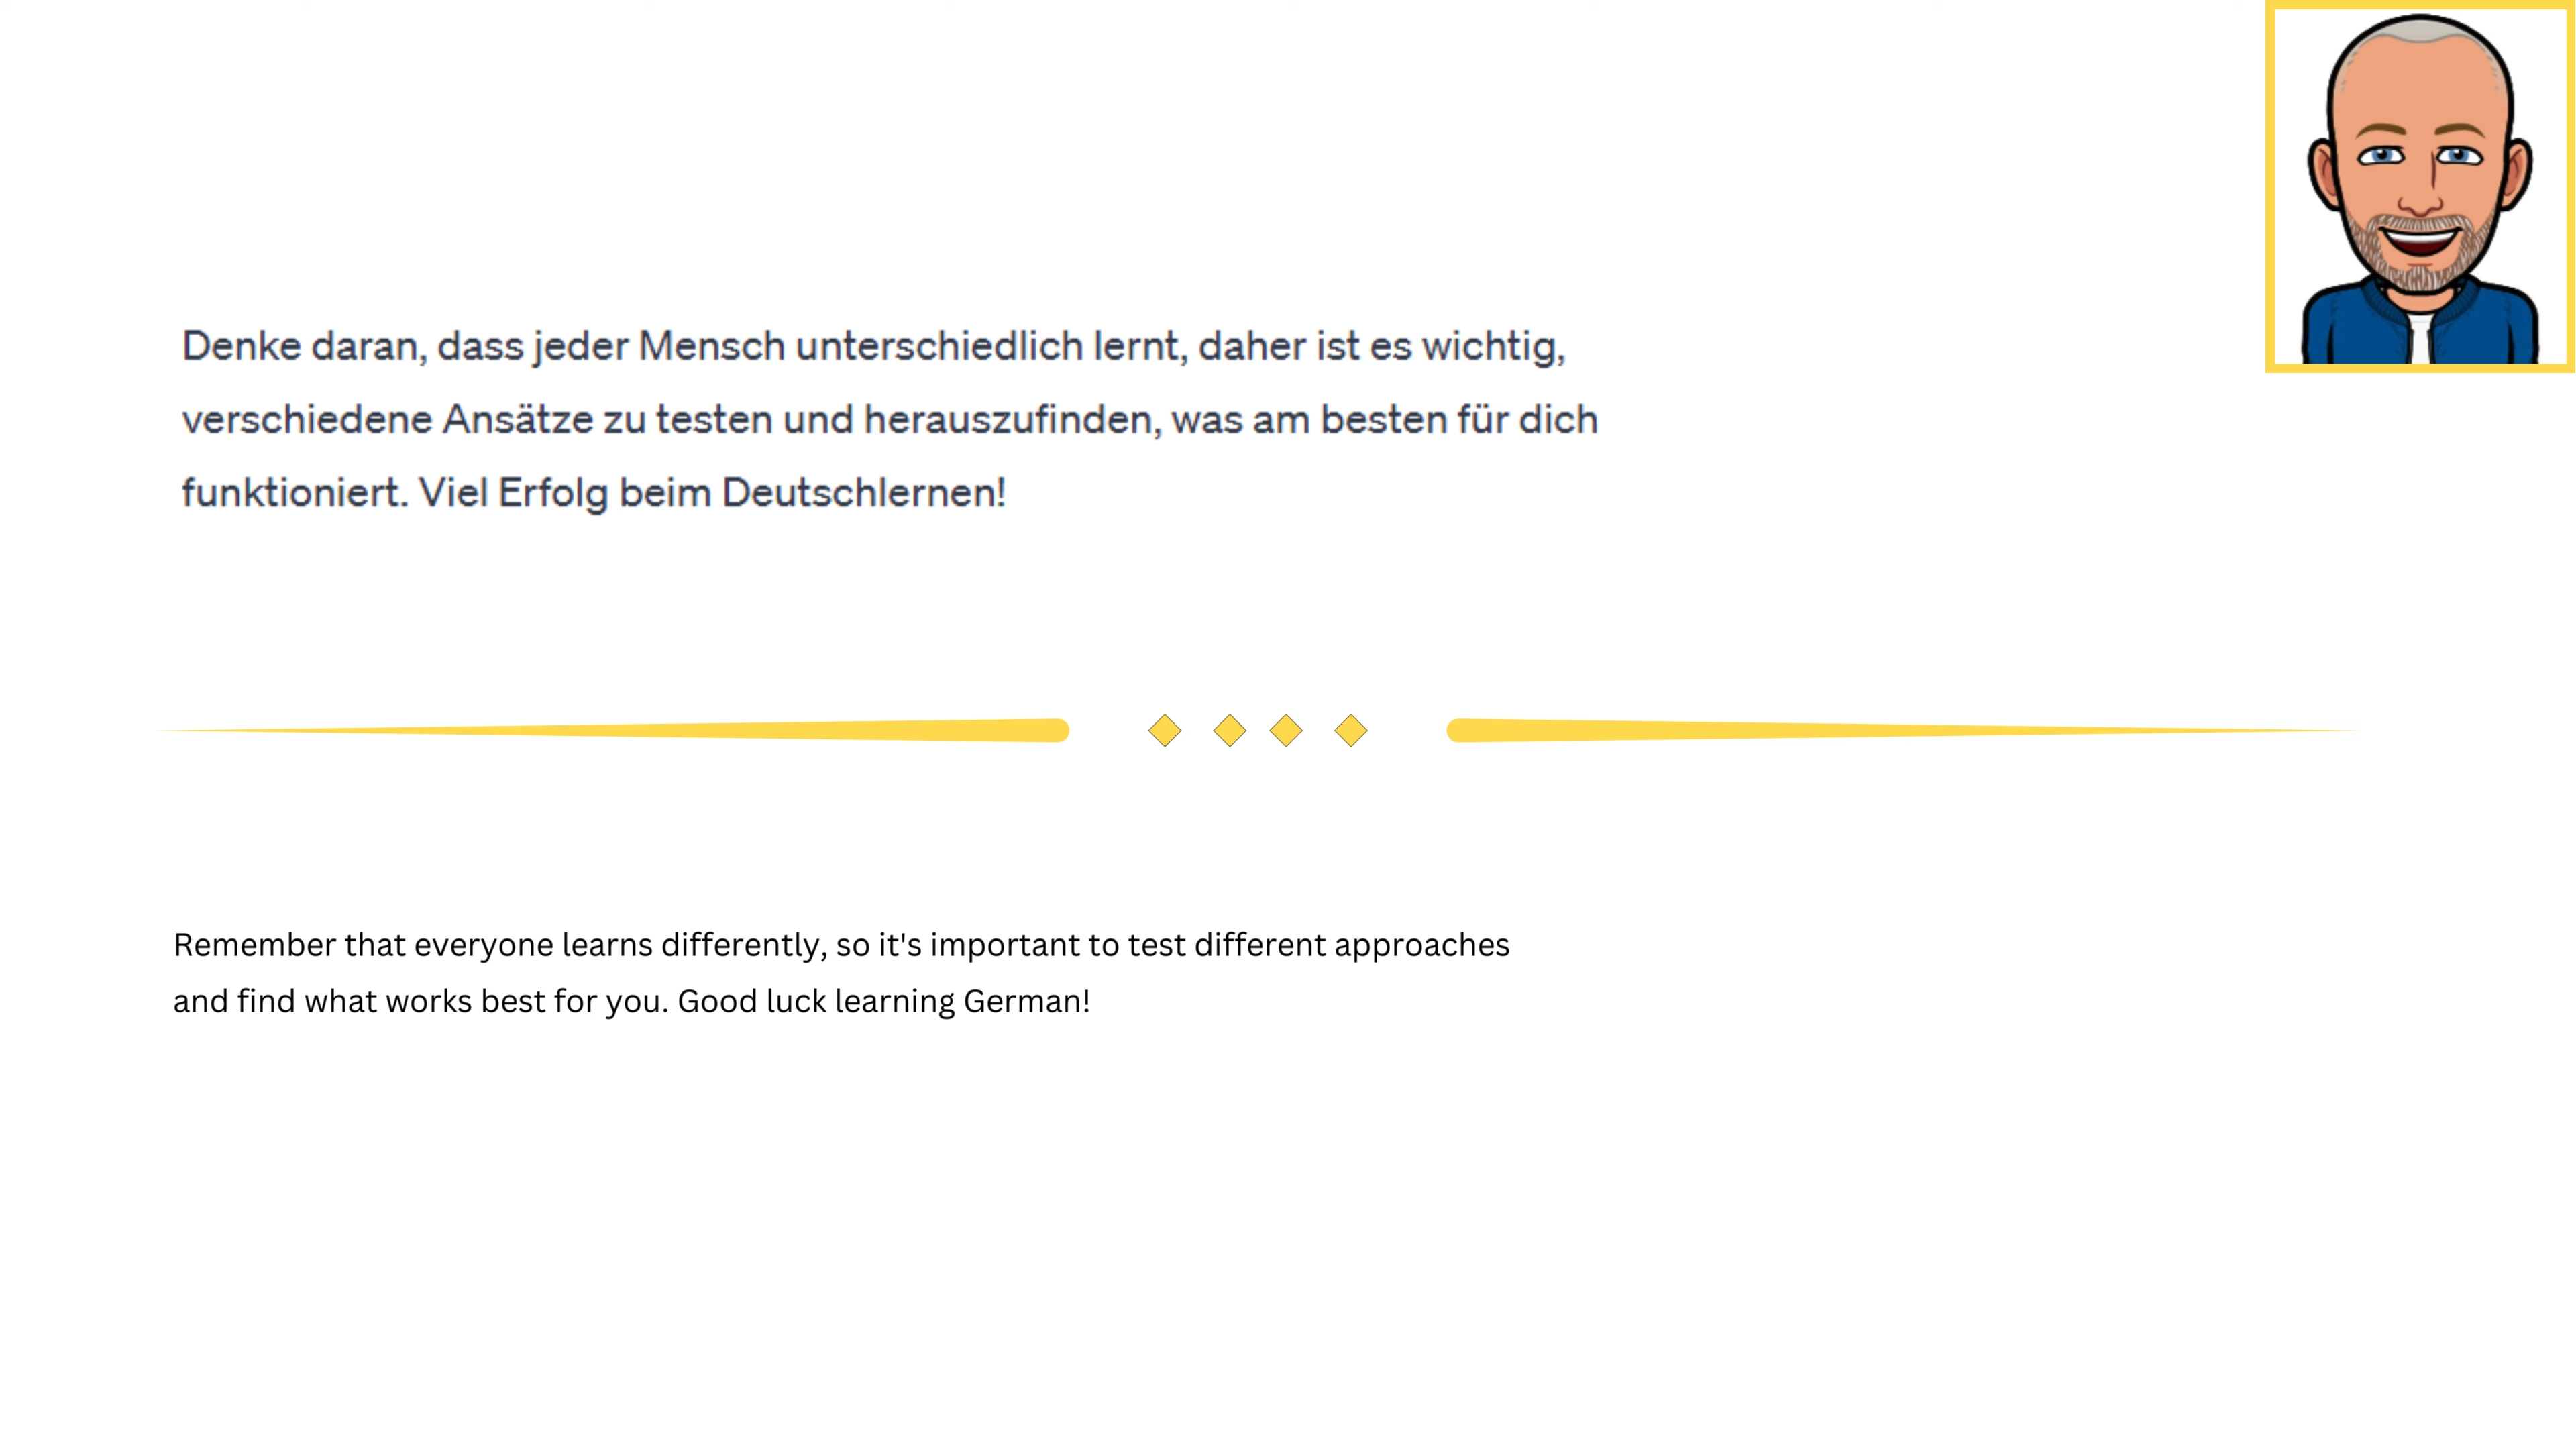 Denke daran, dass jeder Mensch unterschiedlich lernt, daher ist es wichtig,
verschiedene Ansätze zu testen und herauszufinden, was am besten für dich
funktioniert. Viel Erfolg beim Deutschlernen!
Remember that everyone learns differently, so it's important to test different approaches
and find what works best for you. Good luck learning German!